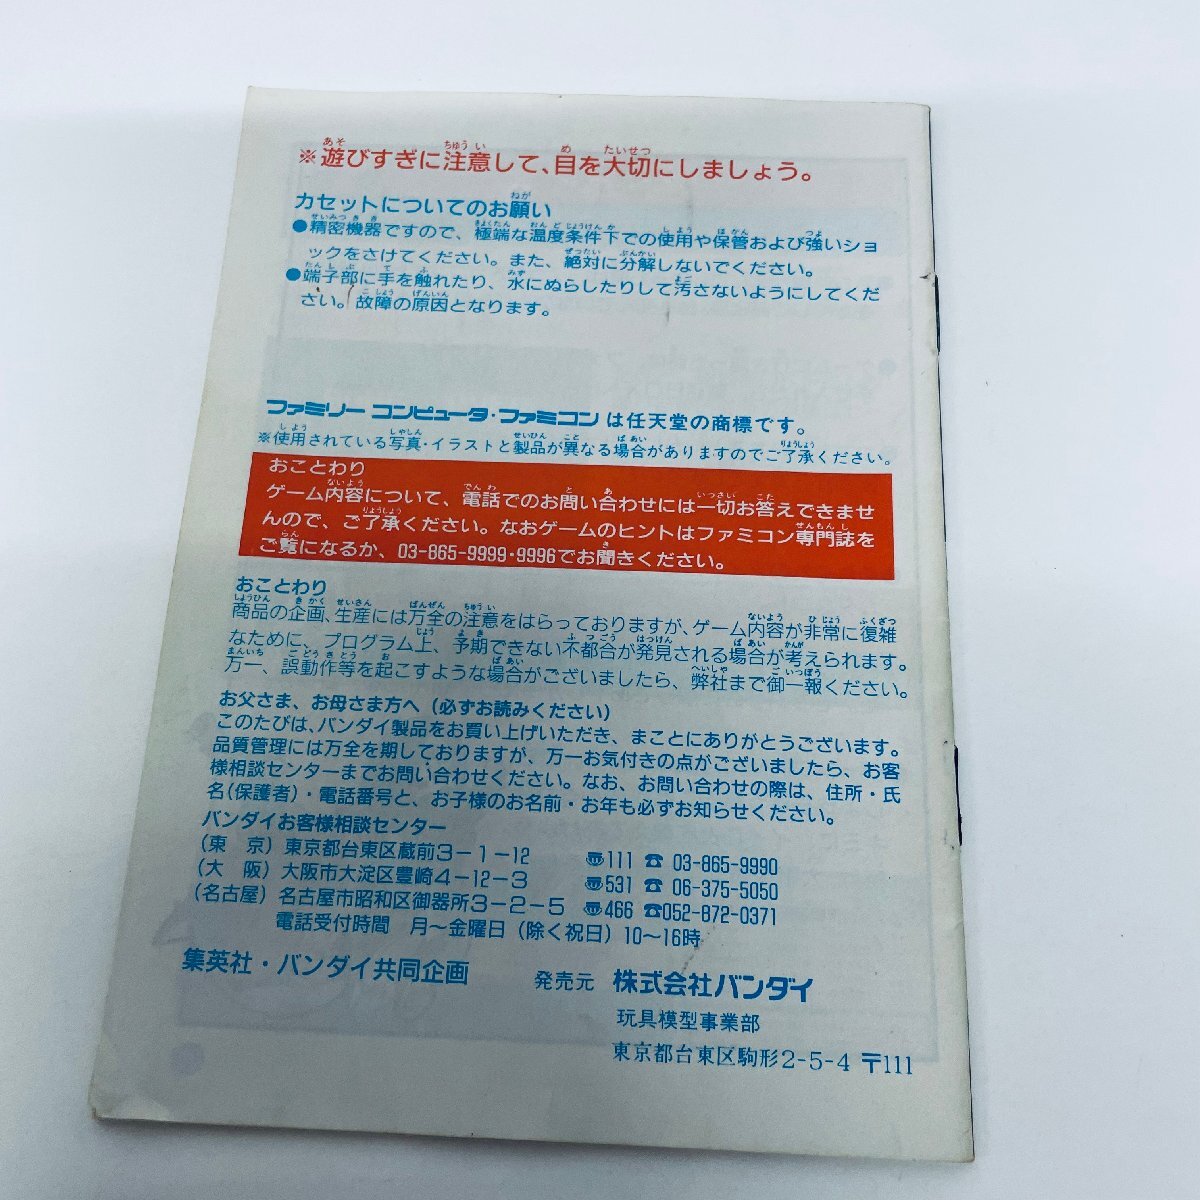 ※遊びすぎに注意して、目を大切にしましょう。
カセットについてのお願い
●精密機器ですので、極端な温度条件下での使用や保管および強いショ
ックをさけてください。また、絶対に分解しないでください。
●端子部に手を触れたり、水にぬらしたりして汚さないようにしてくだ
さい。故障の原因となります。
ファミリーコンピュータ・ファミコンは任天堂の商標です。
※使用されている写真・イラストと製品が異なる場合がありますのでご了承ください。
おことわり
ゲーム内容について、電話でのお問い合わせには一切お答えできませ
んので、ご了承ください。なおゲームのヒントはファミコン専門誌を
ご覧になるか、03-865-9999・9996でお聞きください。
おことわり
商品の企画、生産には万全の注意をはらっておりますが、ゲーム内容が非常に復雑
なために、プログラム上、予期できない不都合が発見される場合が考えられます。
万一、誤動作等を起こすような場合がございましたら、弊社まで御一報ください。
お父さま、お母さま方へ（必ずお読みください）
このたびは、バンダイ製品をお買い上げいただき、まことにありがとうございます。
品質管理には万全を期しておりますが、万一お気付きの点がございましたら、お客
様相談センターまでお問い合わせください。なお、お問い合わせの際は、住所・氏
名（保護者）・電話番号と、お子様のお名前・お年も必ずお知らせください。
バンダイお客様相談センター
（東　京）東京都台東区蔵前3－1－12　〠111 ☎ 03-865-9990
（大　阪）大阪市大淀区豊崎4－12－3　〠531 ☎ 06-375-5050
（名古屋）名古屋市昭和区御器所3－2－5　〠466 ☎052-872-0371
電話受付時間　月～金曜日（除く祝日）10～16時
集英社・バンダイ共同企画　発売元　株式会社バンダイ
玩具模型事業部
東京都台東区駒形2-5-4 〒111